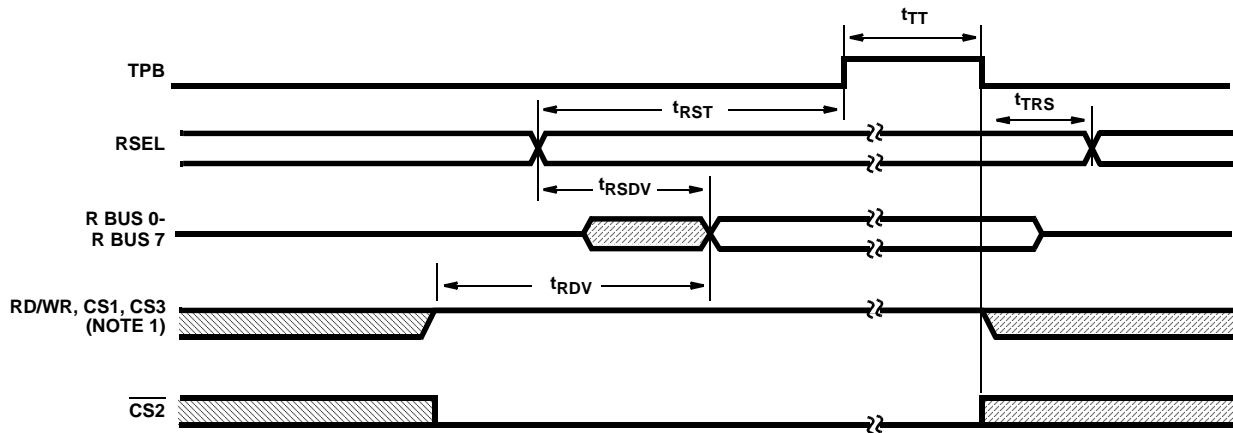 tTT
TPB
tRST
tTRS
RSEL
tRSDV
R BUS 0-
R BUS 7
tRDV
RD/WR, CS1, CS3
(NOTE 1)
CS2